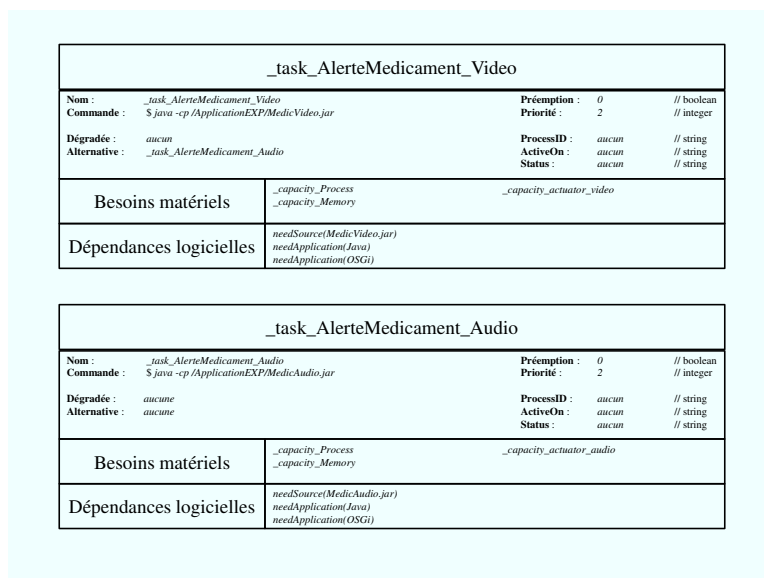 _task_AlerteMedicament_Video
Nom : _task_AlerteMedicament_Video Préemption : 0 // boolean
Commande : $ java -cp /ApplicationEXP/MedicVideo.jar Priorité : 2 // integer
Dégradée : aucun ProcessID : aucun // string
Alternative : _task_AlerteMedicament_Audio ActiveOn : aucun // string
Status : aucun // string
Besoins matériels
_capacity_Process _capacity_actuator_video
_capacity_Memory
Dépendances logicielles
needSource(MedicVideo.jar)
needApplication(Java)
needApplication(OSGi)
_task_AlerteMedicament_Audio
Nom : _task_AlerteMedicament_Audio Préemption : 0 // boolean
Commande : $ java -cp /ApplicationEXP/MedicAudio.jar Priorité : 2 // integer
Dégradée : aucune ProcessID : aucun // string
Alternative : aucune ActiveOn : aucun // string
Status : aucun // string
Besoins matériels
_capacity_Process _capacity_actuator_audio
_capacity_Memory
Dépendances logicielles
needSource(MedicAudio.jar)
needApplication(Java)
needApplication(OSGi)